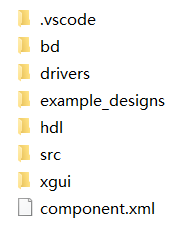 .vscode
bd
drivers
example_designs
hdl
src
xgui
component.xml